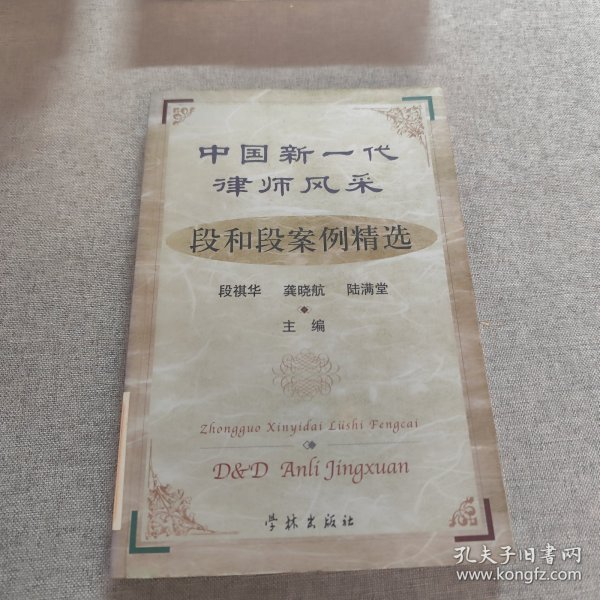 中国新一代
律师风采
段和段案例精选
段祺华 龚晓航 陆满堂
主 编
Zhongguo Xinyidai Lüshi Fengcai
D&D Anli Jingxuan
学林出版社
孔夫子旧书网
www.kongfz.com